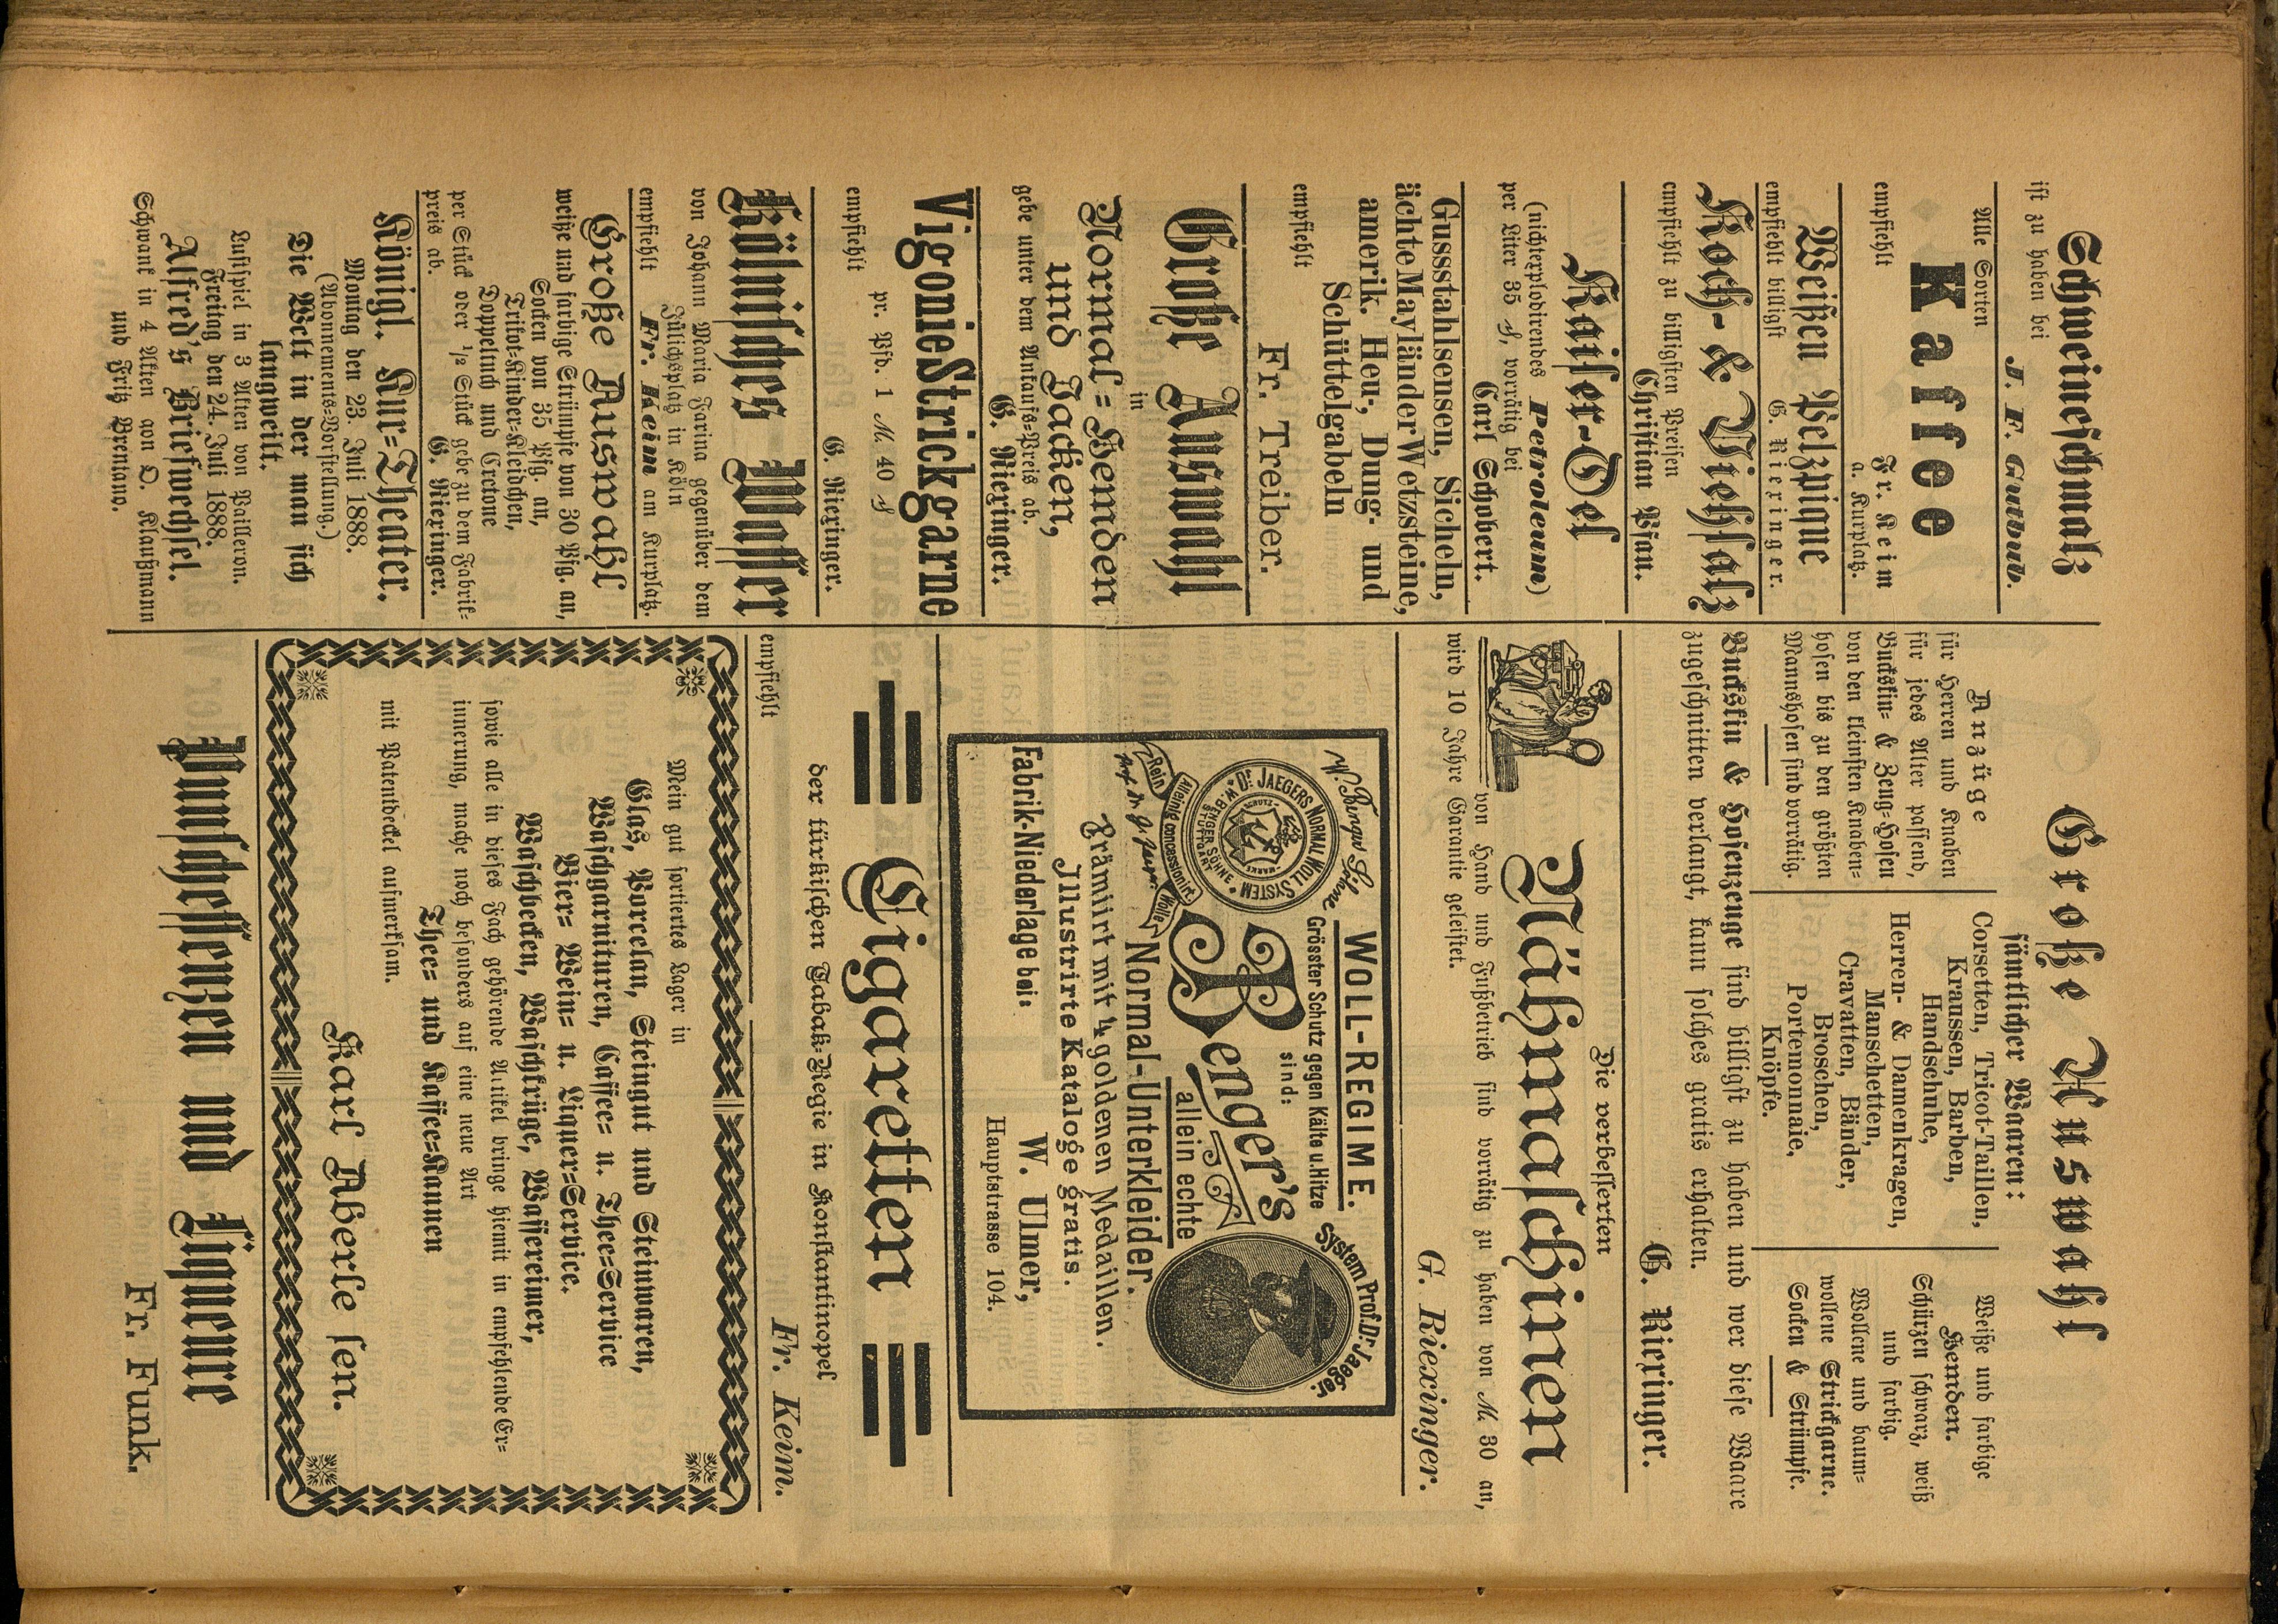 Schweineschmalz
ist zu haben bei
J. F. Gutbub.
Alle Sorten
Kaffee
empfiehlt
Fr. Keim
a. Kurplatz.
Weißen Pelzpique
empfiehlt billigst G. Riexinger.
Koch- & Viehsalz
empfiehlt zu billigsten Preisen
Christian Pfau.
Kaiser-Oel
(nichtexplodirendes Petroleum)
per Liter 35 ₰, vorrätig bei
Carl Schobert.
Gussstahlsensen, Sicheln,
ächte Mayländer Wetzsteine,
amerik. Heu-, Dung- und
Schüttelgabeln
empfiehlt
Fr. Treiber.
Große Auswahl
in
Normal-Hemden
und Jacken,
gebe unter dem Ankaufs-Preis ab.
G. Riexinger.
Vigonie Strickgarne
pr. Pfd. 1 M. 40 ₰
empfiehlt
G. Riexinger.
Kölnisches Wasser
von Johann Maria Farina gegenüber dem
Jülichsplatz in Köln
empfiehlt Fr. Keim am Kurplatz.
Große Auswahl
weiße und farbige Strümpfe von 30 Pfg. an,
Socken von 35 Pfg. an,
Trikot-Kinder-Kleidchen,
Doppeltuch und Cretone
per Stück oder ½ Stück gebe zu dem Fabrik-
preis ab.
G. Riexinger.
Königl. Kur-Theater.
Montag den 23. Juli 1888.
(Abonnements-Vorstellung.)
Die Welt in der man sich
langweilt.
Lustspiel in 3 Akten von Pailleron.
Freitag den 24. Juli 1888.
Alfred's Briefwechsel.
Schwank in 4 Akten von O. Klaußmann
und Fritz Brentano.
Große Auswahl
sämtlicher Waaren:
Anzüge
für Herren und Knaben
für jedes Alter passend,
Buckskin- & Zeug-Hosen
von den kleinsten Knaben-
hosen bis zu den größten
Mannshosen sind vorrätig.
Corsetten, Tricot-Taillen,
Kraussen, Barben,
Handschuhe,
Herren- & Damenkragen,
Manschetten,
Cravatten, Bänder,
Broschen,
Portemonnaie,
Knöpfe.
Weiße und farbige
Hemden.
Schürzen schwarz, weiß
und farbig.
Wollene und baum-
wollene Strickgarne.
Socken & Strümpfe.
Buckskin & Hosenzeuge sind billigst zu haben und wer diese Waare
zugeschnitten verlangt, kann solches gratis erhalten.
G. Riexinger.
Die verbesserten
Nähmaschinen
von Hand und Fußbetrieb sind vorrätig zu haben von M. 30 an,
wird 10 Jahre Garantie geleistet.
G. Riexinger.
W. Benger Söhne
WOLL-REGIME.
Grösster Schutz gegen Kälte u. Hitze
sind:
System Prof. Dr. Jaeger.
Dr. JAEGERS NORMAL WOLL SYSTEM
W. BENGER SÖHNE
STUTTGART
SCHUTZ-
MARKE
Rein
Alleinig concessionirt
Wolle
Prof. Dr. G. Jaeger
Benger's
allein echte
Normal-Unterkleider.
Prämiirt mit 4 goldenen Medaillen.
Illustrirte Kataloge gratis.
Fabrik-Niederlage bei:
W. Ulmer,
Hauptstrasse 104.
Cigaretten
der türkischen Tabak-Regie in Konstantinopel
empfiehlt
Fr. Keim.
Mein gut sortiertes Lager in
Glas, Porcelan, Steingut und Steinwaren,
Waschgarnituren, Caffee- u. Thee-Service
Bier- Wein- u. Liquer-Service.
Waschbecken, Waschkrüge, Wassereimer,
Thee- und Kaffee-Kannen
sowie alle in dieses Fach gehörende Artikel bringe hiemit in empfehlende Er-
innerung, mache noch besonders auf eine neue Art
mit Patentdeckel aufmerksam.
Karl Aberle sen.
Punschessenzen und Liqueure
Fr. Funk.